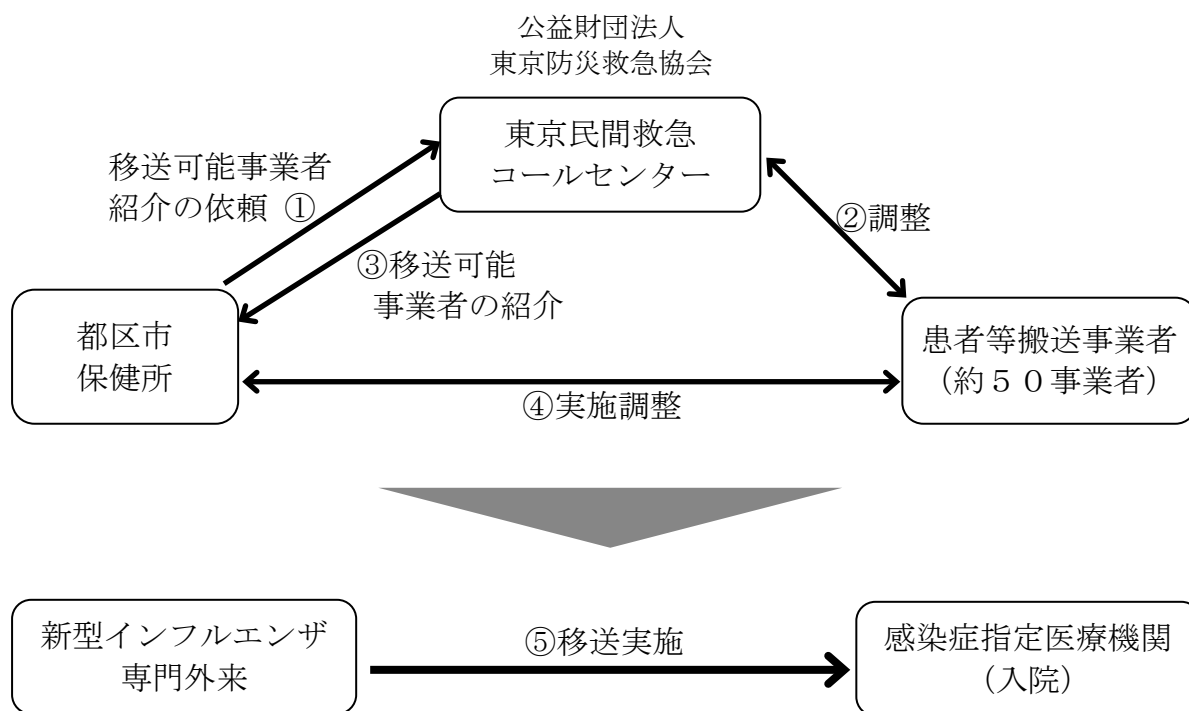 公益財団法人
東京防災救急協会
東京民間救急
コールセンター
移送可能事業者
紹介の依頼 ①
②調整
③移送可能
事業者の紹介
都区市
保健所
患者等搬送事業者
（約５０事業者）
④実施調整
新型インフルエンザ
専門外来
⑤移送実施
感染症指定医療機関
（入院）